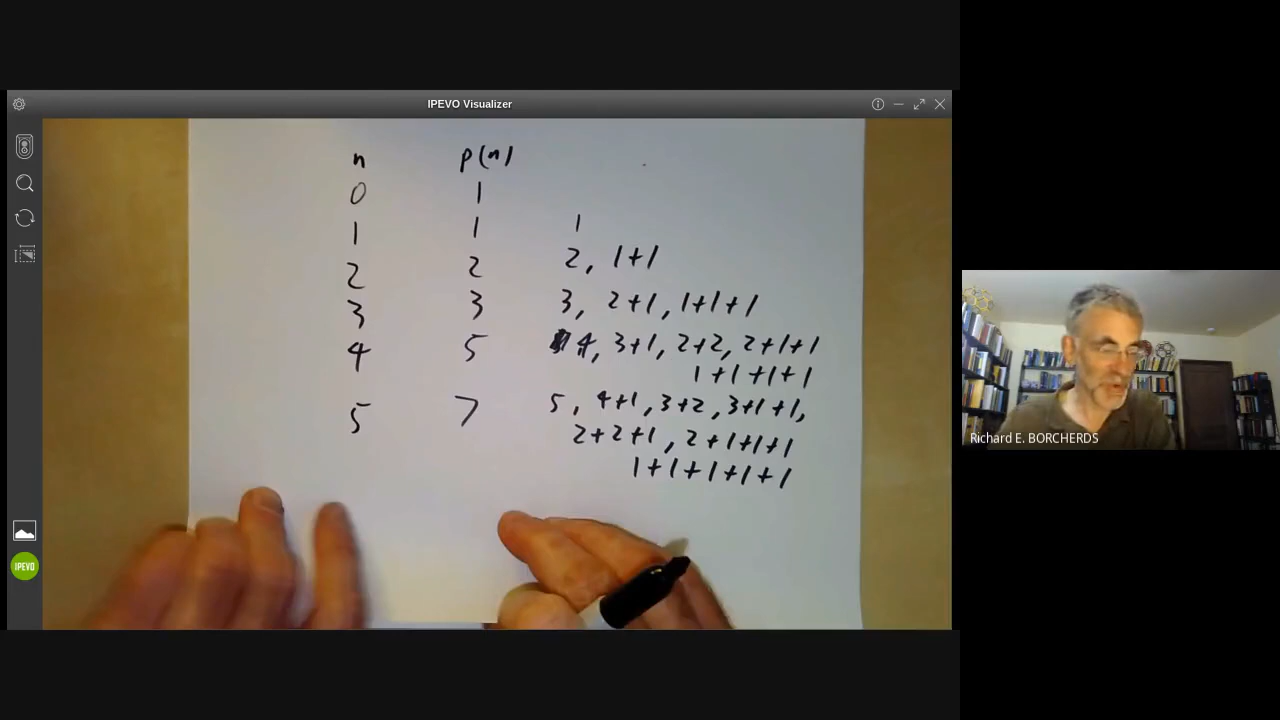 IPEVO Visualizer
n p(n)
0 1
1 1 1
2 2 2, 1+1
3 3 3, 2+1, 1+1+1
4 5 4, 3+1, 2+2, 2+1+1
1+1+1+1
5 7 5, 4+1, 3+2, 3+1+1,
2+2+1, 2+1+1+1
1+1+1+1+1
Richard E. BORCHERDS
IPEVO